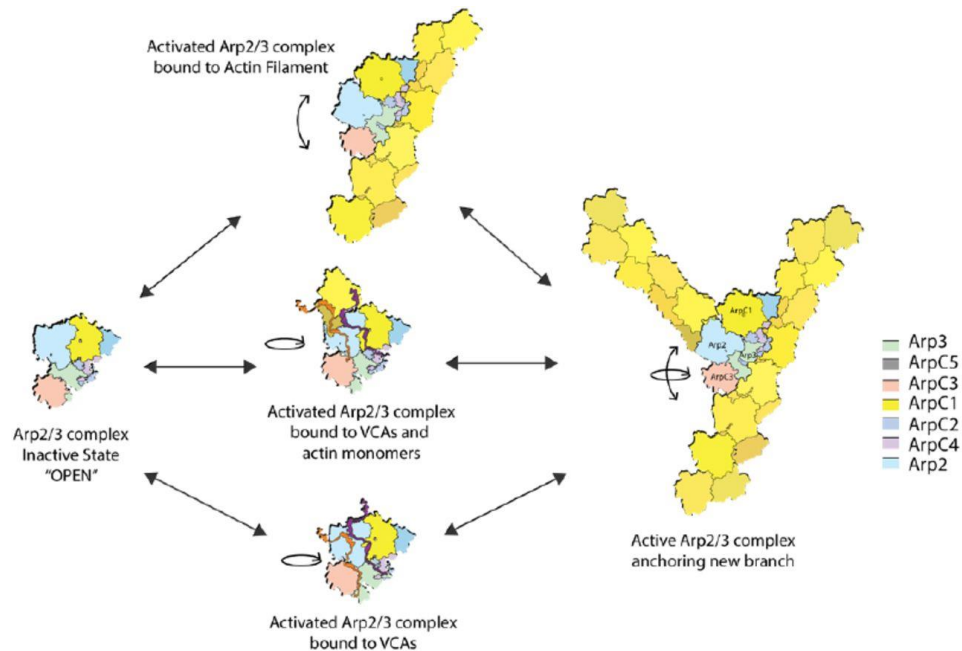 Activated Arp2/3 complex
bound to Actin Filament
Arp2/3 complex
Inactive State
"OPEN"
Activated Arp2/3 complex
bound to VCAs and
actin monomers
Activated Arp2/3 complex
bound to VCAs
ArpC1
Arp2
Arp3
ArpC3
Active Arp2/3 complex
anchoring new branch
Arp3
ArpC5
ArpC3
ArpC1
ArpC2
ArpC4
Arp2